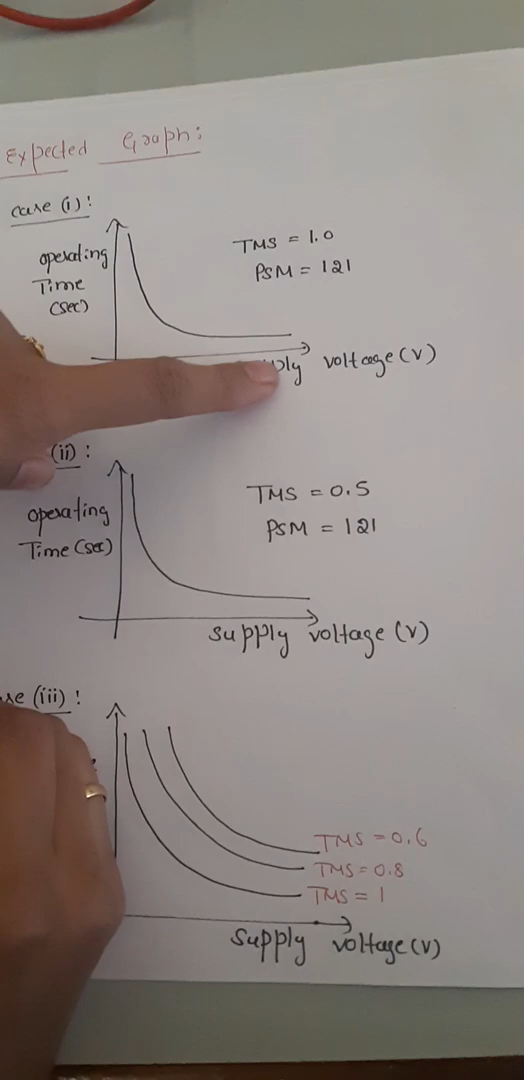 Expected Graph:
case (i):
operating
Time
(sec)
TMS = 1.0
PSM = 121
voltage (V)
(ii) :
operating
Time (sec)
TMS = 0.5
PSM = 121
supply voltage (V)
(iii) :
TMS = 0.6
TMS = 0.8
TMS = 1
supply voltage (V)